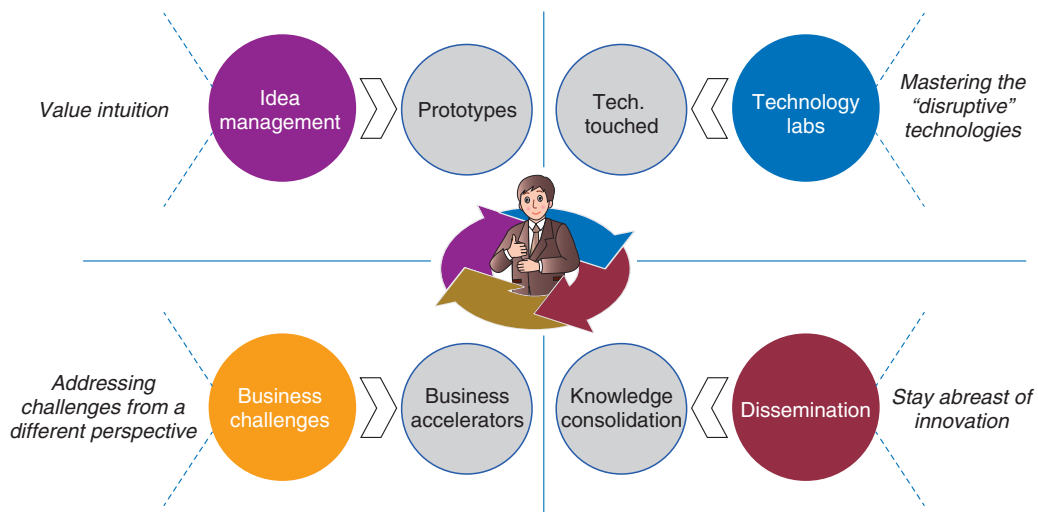 Value intuition
Idea
management
Prototypes
Tech.
touched
Technology
labs
Mastering the
“disruptive”
technologies
Addressing
challenges from a
different perspective
Business
challenges
Business
accelerators
Knowledge
consolidation
Dissemination
Stay abreast of
innovation